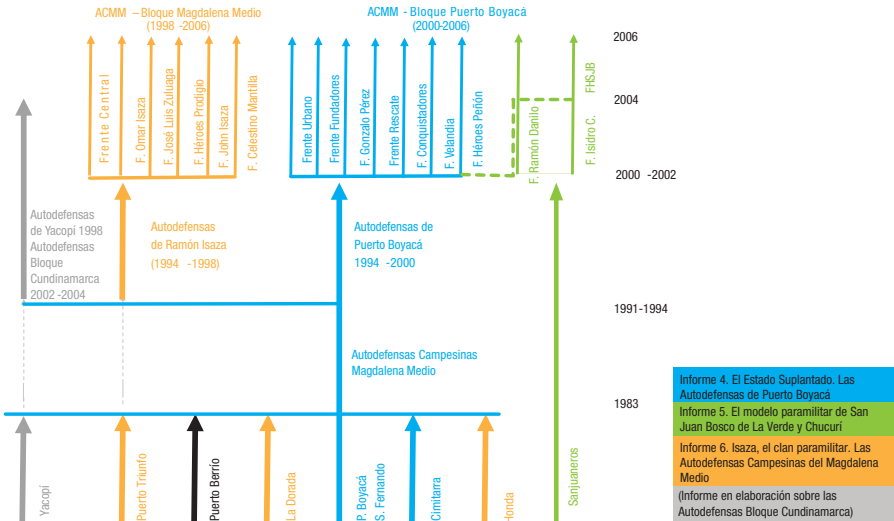 ACMM – Bloque Magdalena Medio
(1998 -2006)
ACMM - Bloque Puerto Boyacá
(2000-2006)
Frente Central
F. Omar Isaza
F. José Luis Zuluaga
F. Héroes Prodigio
F. John Isaza
F. Celestino Mantilla
Frente Urbano
Frente Fundadores
F. Gonzalo Pérez
Frente Rescate
F. Conquistadores
F. Velandia
F. Héroes Peñón
F. Ramón Danilo
F. Isidro C.
FHSJB
2006
2004
2000 -2002
1991-1994
1983
Autodefensas
de Yacopí 1998
Autodefensas
Bloque
Cundinamarca
2002 -2004
Autodefensas
de Ramón Isaza
(1994 -1998)
Autodefensas de
Puerto Boyacá
1994 -2000
Autodefensas Campesinas
Magdalena Medio
Yacopí
Puerto Triunfo
Puerto Berrío
La Dorada
P. Boyacá
S. Fernando
Cimitarra
Honda
Sanjuaneros
Informe 4. El Estado Suplantado. Las
Autodefensas de Puerto Boyacá
Informe 5. El modelo paramilitar de San
Juan Bosco de La Verde y Chucurí
Informe 6. Isaza, el clan paramilitar. Las
Autodefensas Campesinas del Magdalena
Medio
(Informe en elaboración sobre las
Autodefensas Bloque Cundinamarca)